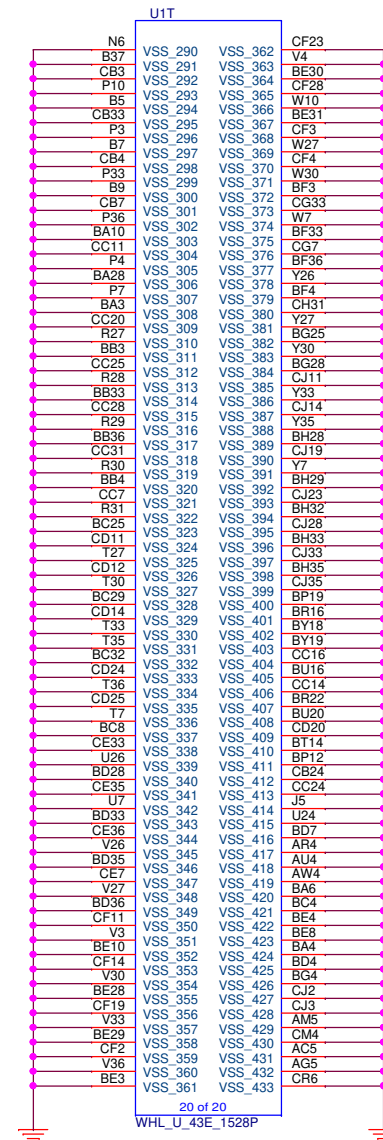 U1T
N6 VSS_290 VSS_362 CF23
B37 VSS_291 VSS_363 V4
CB3 VSS_292 VSS_364 BE30
P10 VSS_293 VSS_365 CF28
B5 VSS_294 VSS_366 W10
CB33 VSS_295 VSS_367 BE31
P3 VSS_296 VSS_368 CF3
B7 VSS_297 VSS_369 W27
CB4 VSS_298 VSS_370 CF4
P33 VSS_299 VSS_371 W30
B9 VSS_300 VSS_372 BF3
CB7 VSS_301 VSS_373 CG33
P36 VSS_302 VSS_374 W7
BA10 VSS_303 VSS_375 BF33
CC11 VSS_304 VSS_376 CG7
P4 VSS_305 VSS_377 BF36
BA28 VSS_306 VSS_378 Y26
P7 VSS_307 VSS_379 BF4
BA3 VSS_308 VSS_380 CH31
CC20 VSS_309 VSS_381 Y27
R27 VSS_310 VSS_382 BG25
BB3 VSS_311 VSS_383 Y30
CC25 VSS_312 VSS_384 BG28
R28 VSS_313 VSS_385 CJ11
BB33 VSS_314 VSS_386 Y33
CC28 VSS_315 VSS_387 CJ14
R29 VSS_316 VSS_388 Y35
BB36 VSS_317 VSS_389 BH28
CC31 VSS_318 VSS_390 CJ19
R30 VSS_319 VSS_391 Y7
BB4 VSS_320 VSS_392 BH29
CC7 VSS_321 VSS_393 CJ23
R31 VSS_322 VSS_394 BH32
BC25 VSS_323 VSS_395 CJ28
CD11 VSS_324 VSS_396 BH33
T27 VSS_325 VSS_397 CJ33
CD12 VSS_326 VSS_398 BH35
T30 VSS_327 VSS_399 CJ35
BC29 VSS_328 VSS_400 BP19
CD14 VSS_329 VSS_401 BR16
T33 VSS_330 VSS_402 BY18
T35 VSS_331 VSS_403 BY19
BC32 VSS_332 VSS_404 CC16
CD24 VSS_333 VSS_405 BU16
T36 VSS_334 VSS_406 CC14
CD25 VSS_335 VSS_407 BR22
T7 VSS_336 VSS_408 BU20
BC8 VSS_337 VSS_409 CD20
CE33 VSS_338 VSS_410 BT14
U26 VSS_339 VSS_411 BP12
BD28 VSS_340 VSS_412 CB24
CE35 VSS_341 VSS_413 CC24
U7 VSS_342 VSS_414 J5
BD33 VSS_343 VSS_415 U24
CE36 VSS_344 VSS_416 BD7
V26 VSS_345 VSS_417 AR4
BD35 VSS_346 VSS_418 AU4
CE7 VSS_347 VSS_419 AW4
V27 VSS_348 VSS_420 BA6
BD36 VSS_349 VSS_421 BC4
CF11 VSS_350 VSS_422 BE4
V3 VSS_351 VSS_423 BE8
BE10 VSS_352 VSS_424 BA4
CF14 VSS_353 VSS_425 BD4
V30 VSS_354 VSS_426 BG4
BE28 VSS_355 VSS_427 CJ2
CF19 VSS_356 VSS_428 CJ3
V33 VSS_357 VSS_429 AM5
BE29 VSS_358 VSS_430 CM4
CF2 VSS_359 VSS_431 AC5
V36 VSS_360 VSS_432 AG5
BE3 VSS_361 VSS_433 CR6
20 of 20
WHL_U_43E_1528P